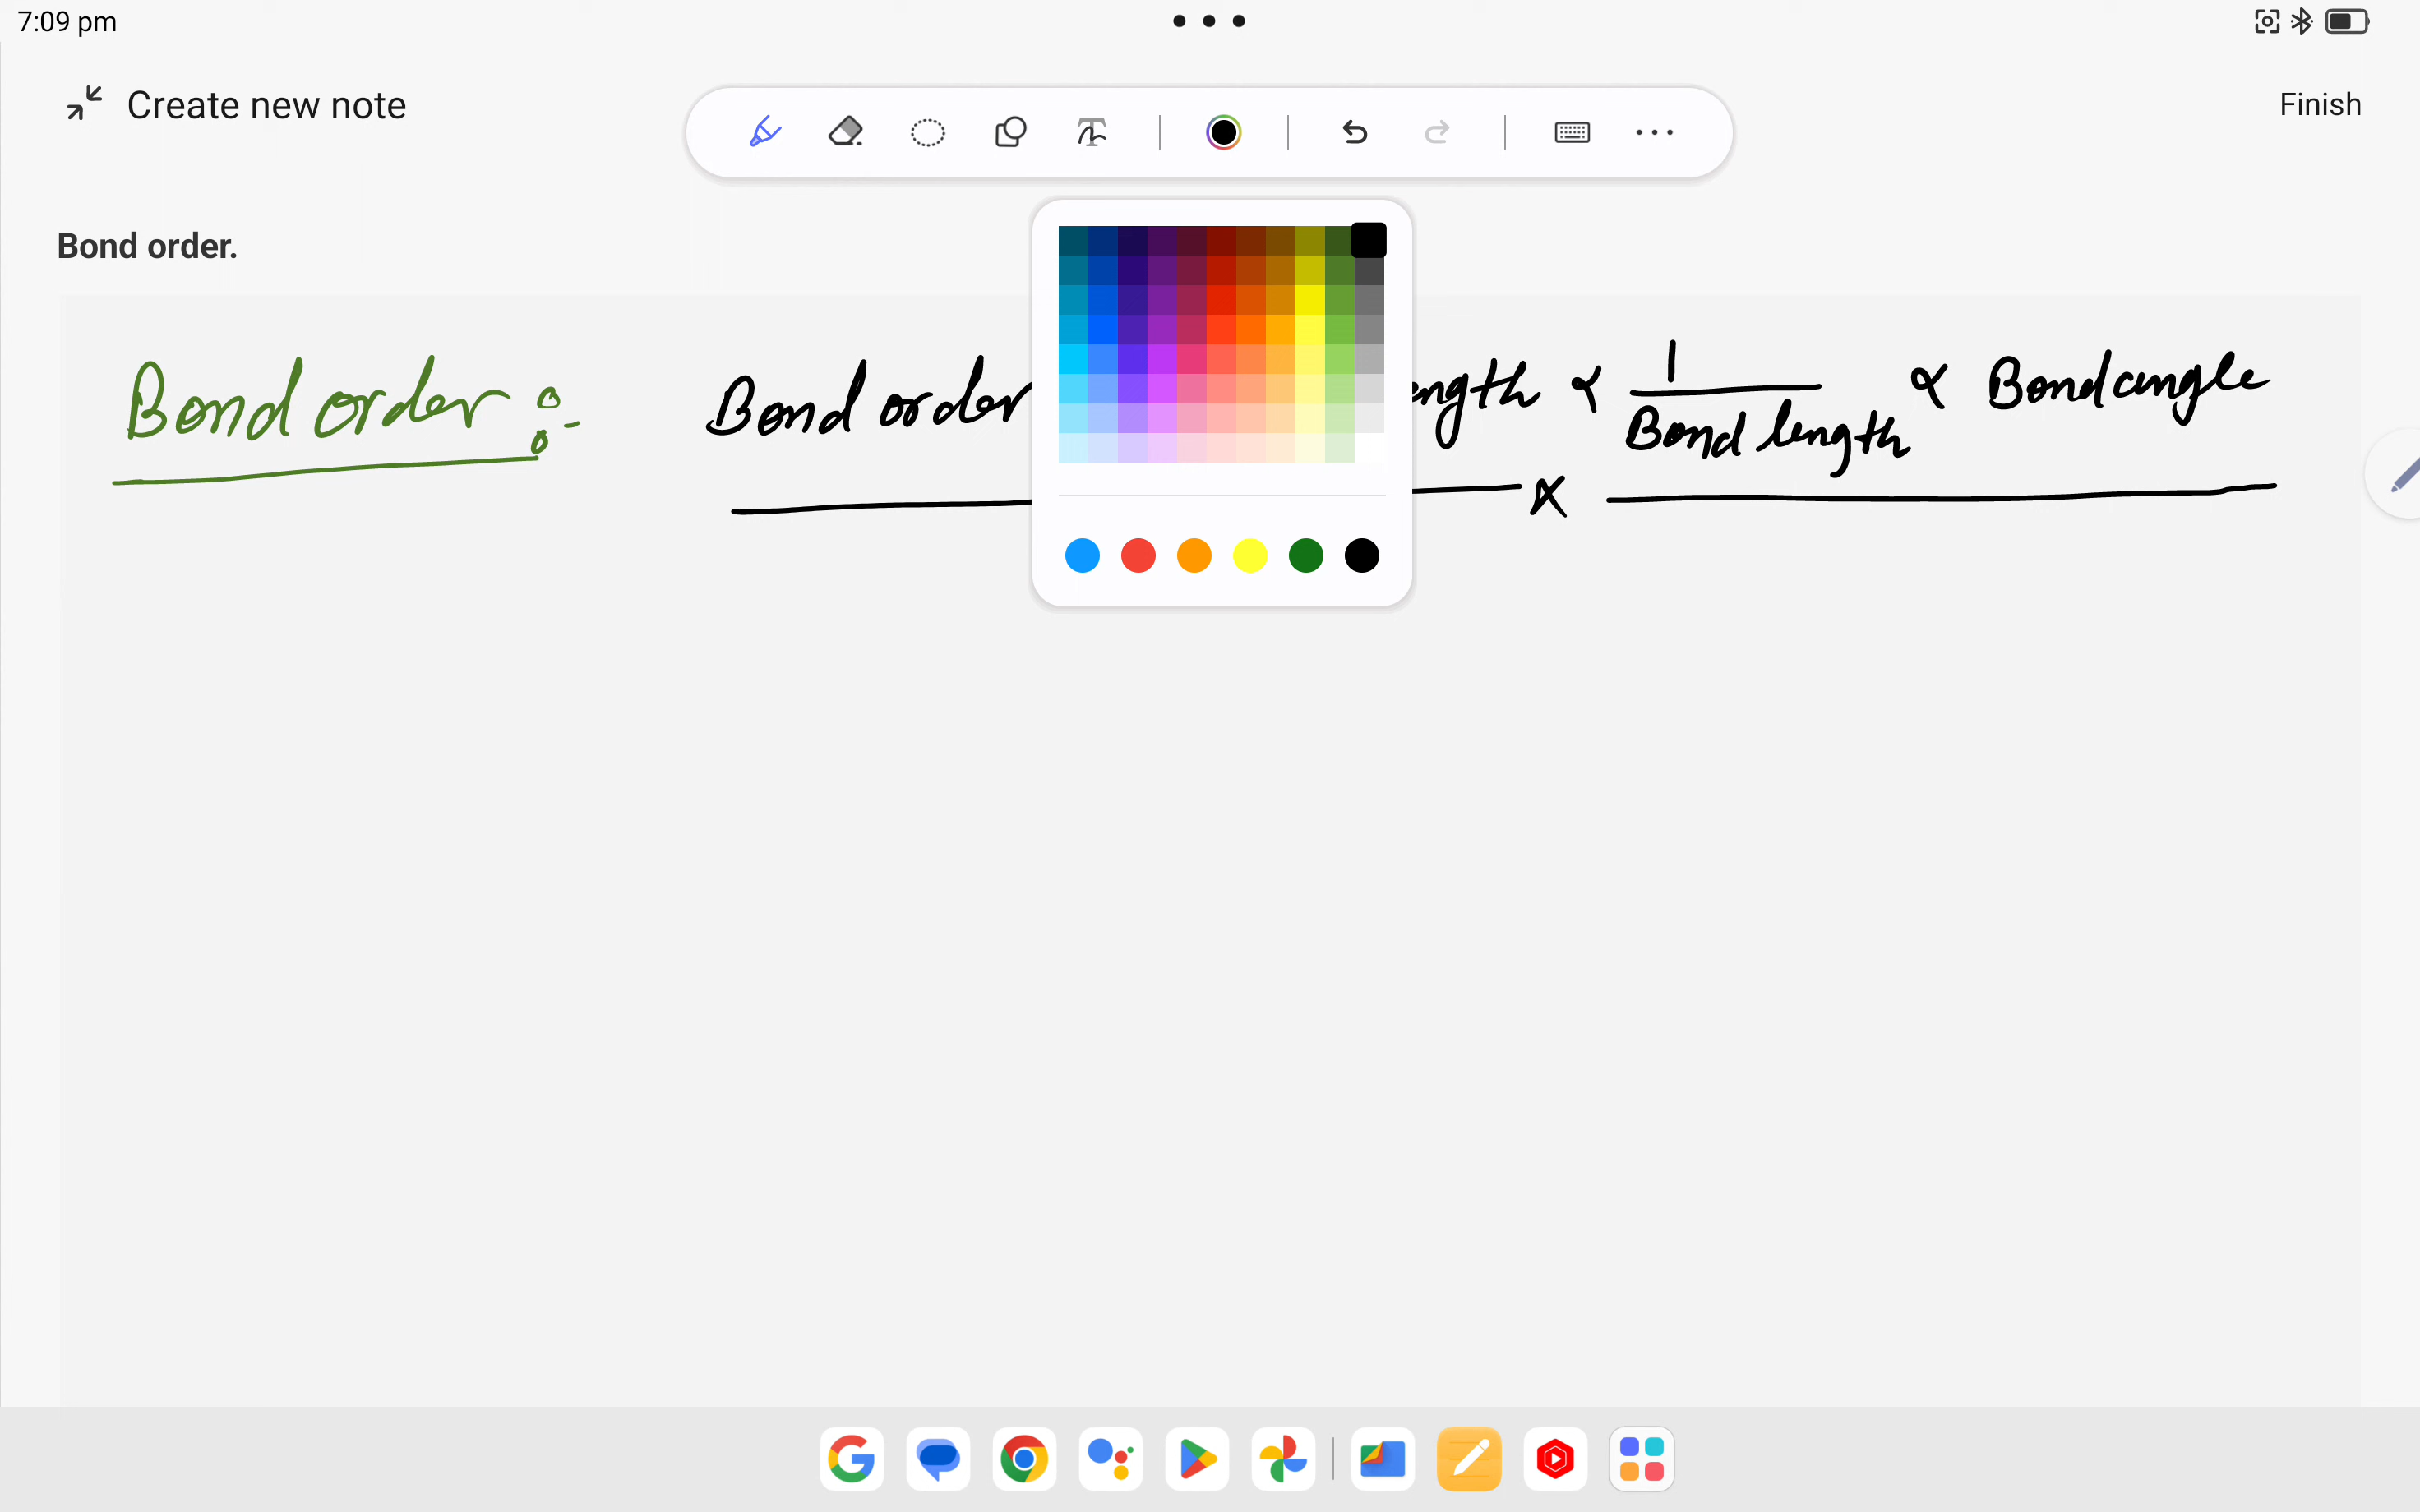 7:09 pm
Create new note
Finish
Bond order.
Bond order :-
Bond order ngth ∝ 1/Bond length ∝ Bond angle